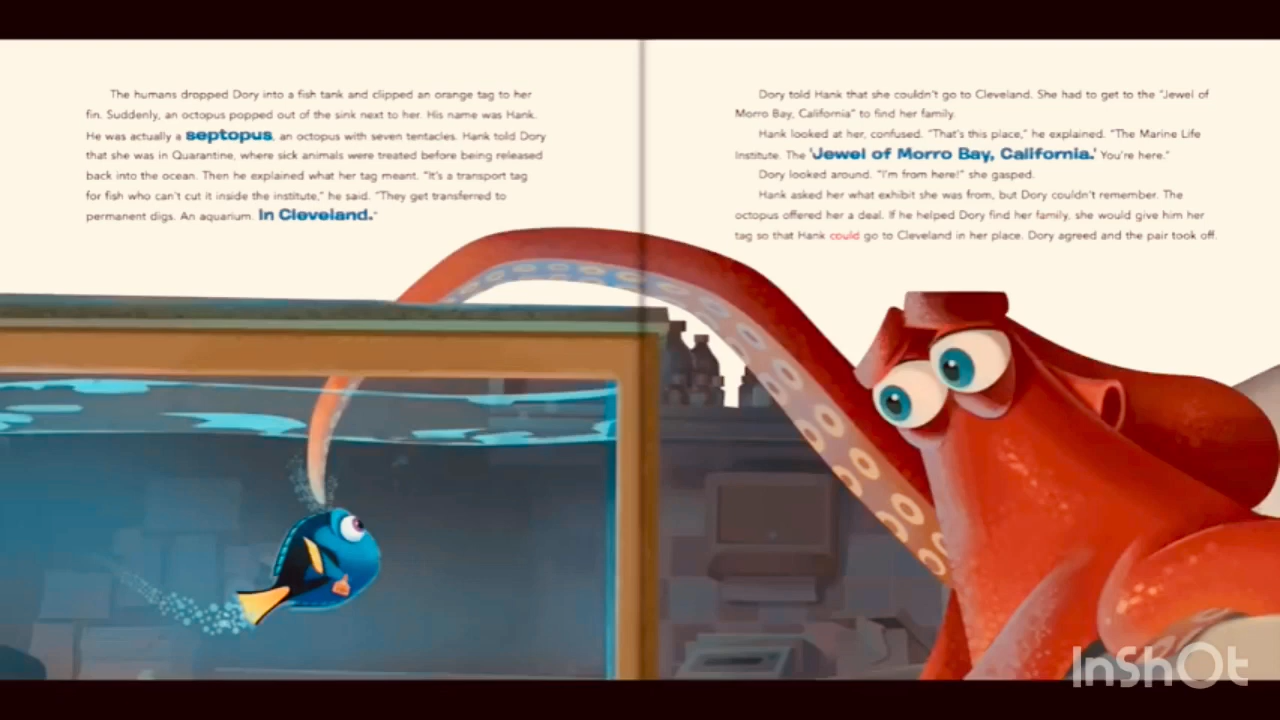 The humans dropped Dory into a fish tank and clipped an orange tag to her
fin. Suddenly, an octopus popped out of the sink next to her. His name was Hank.
He was actually a septopus, an octopus with seven tentacles. Hank told Dory
that she was in Quarantine, where sick animals were treated before being released
back into the ocean. Then he explained what her tag meant. “It’s a transport tag
for fish who can’t cut it inside the institute,” he said. “They get transferred to
permanent digs. An aquarium. In Cleveland.”
Dory told Hank that she couldn’t go to Cleveland. She had to get to the “Jewel of
Morro Bay, California” to find her family.
Hank looked at her, confused. “That’s this place,” he explained. “The Marine Life
Institute. The ‘Jewel of Morro Bay, California.’ You’re here.”
Dory looked around. “I’m from here!” she gasped.
Hank asked her what exhibit she was from, but Dory couldn’t remember. The
octopus offered her a deal. If he helped Dory find her family, she would give him her
tag so that Hank could go to Cleveland in her place. Dory agreed and the pair took off.
InShOt